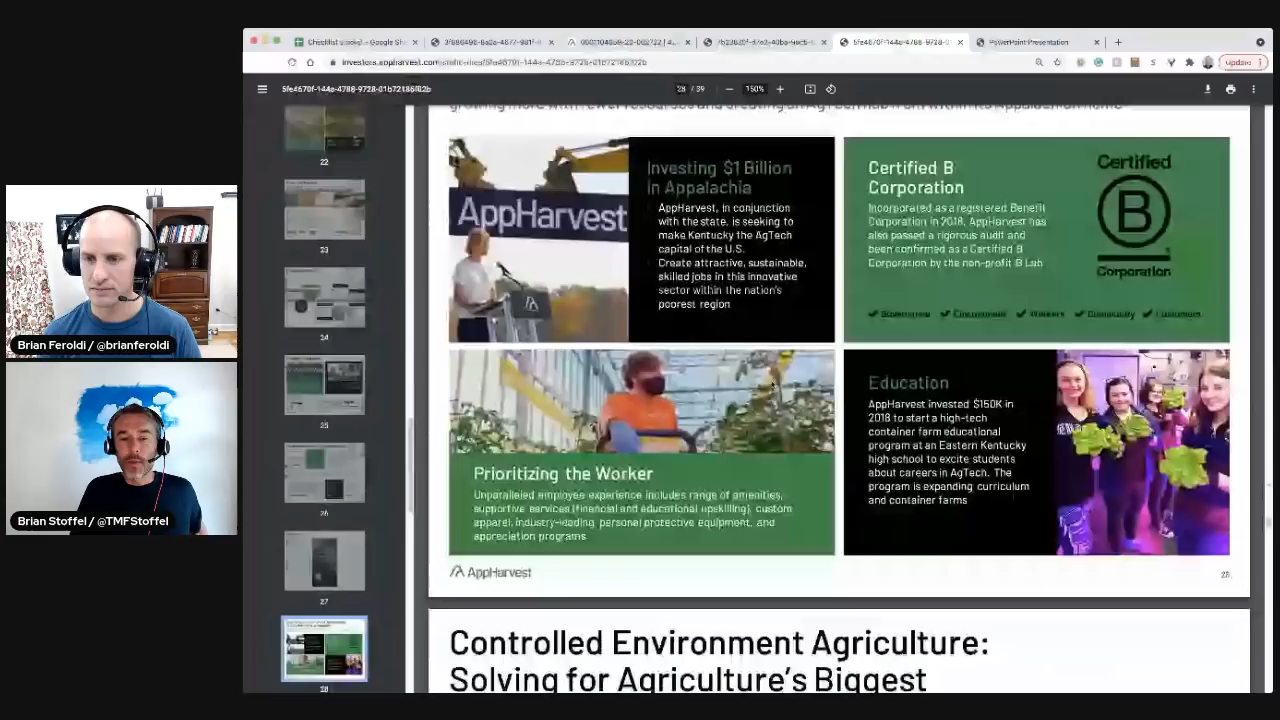 28 / 39
150%
update
investors.appharvest.com
PowerPoint Presentation
22
23
24
25
26
27
28
AppHarvest
Investing $1 Billion
in Appalachia
AppHarvest, in conjunction
with the state, is seeking to
make Kentucky the AgTech
capital of the U.S.
Create attractive, sustainable,
skilled jobs in this innovative
sector within the nation's
poorest region
Certified B
Corporation
Incorporated as a registered Benefit
Corporation in 2018, AppHarvest has
also passed a rigorous audit and
been confirmed as a Certified B
Corporation by the non-profit B Lab
Certified
B
Corporation
Governance Environment Workers Community Customers
Prioritizing the Worker
Unparalleled employee experience includes range of amenities,
supportive services (financial and educational upskilling), custom
apparel, industry-leading personal protective equipment, and
appreciation programs
Education
AppHarvest invested $150K in
2018 to start a high-tech
container farm educational
program at an Eastern Kentucky
high school to excite students
about careers in AgTech. The
program is expanding curriculum
and container farms
AppHarvest
28
Controlled Environment Agriculture:
Solving for Agriculture's Biggest
Brian Feroldi / @brianferoldi
Brian Stoffel / @TMFStoffel